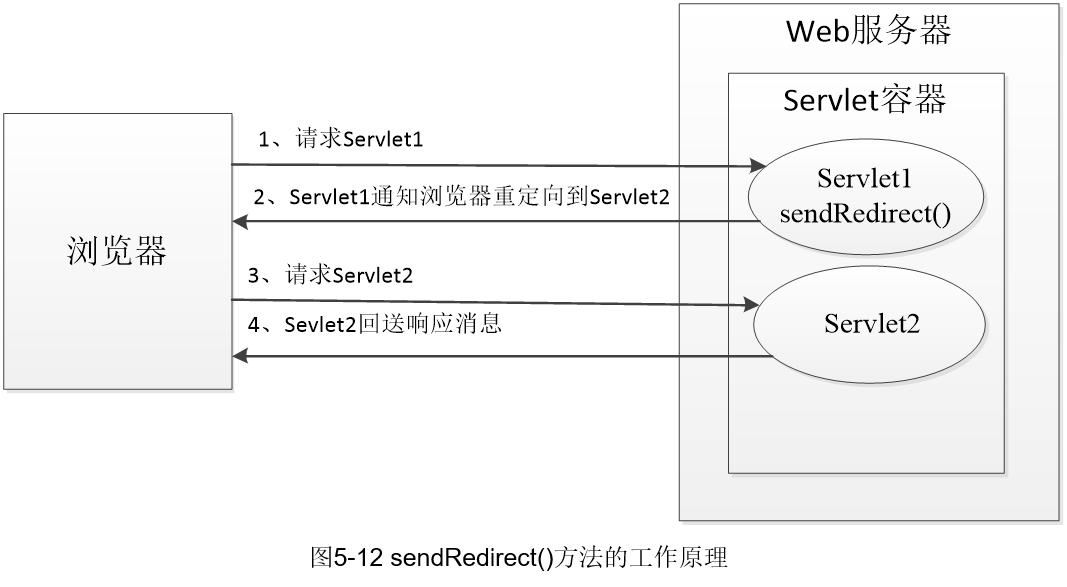 Web服务器
Servlet容器
1、请求Servlet1
Servlet1
sendRedirect()
2、Servlet1通知浏览器重定向到Servlet2
浏览器
3、请求Servlet2
4、Sevlet2回送响应消息
Servlet2
图5-12 sendRedirect()方法的工作原理